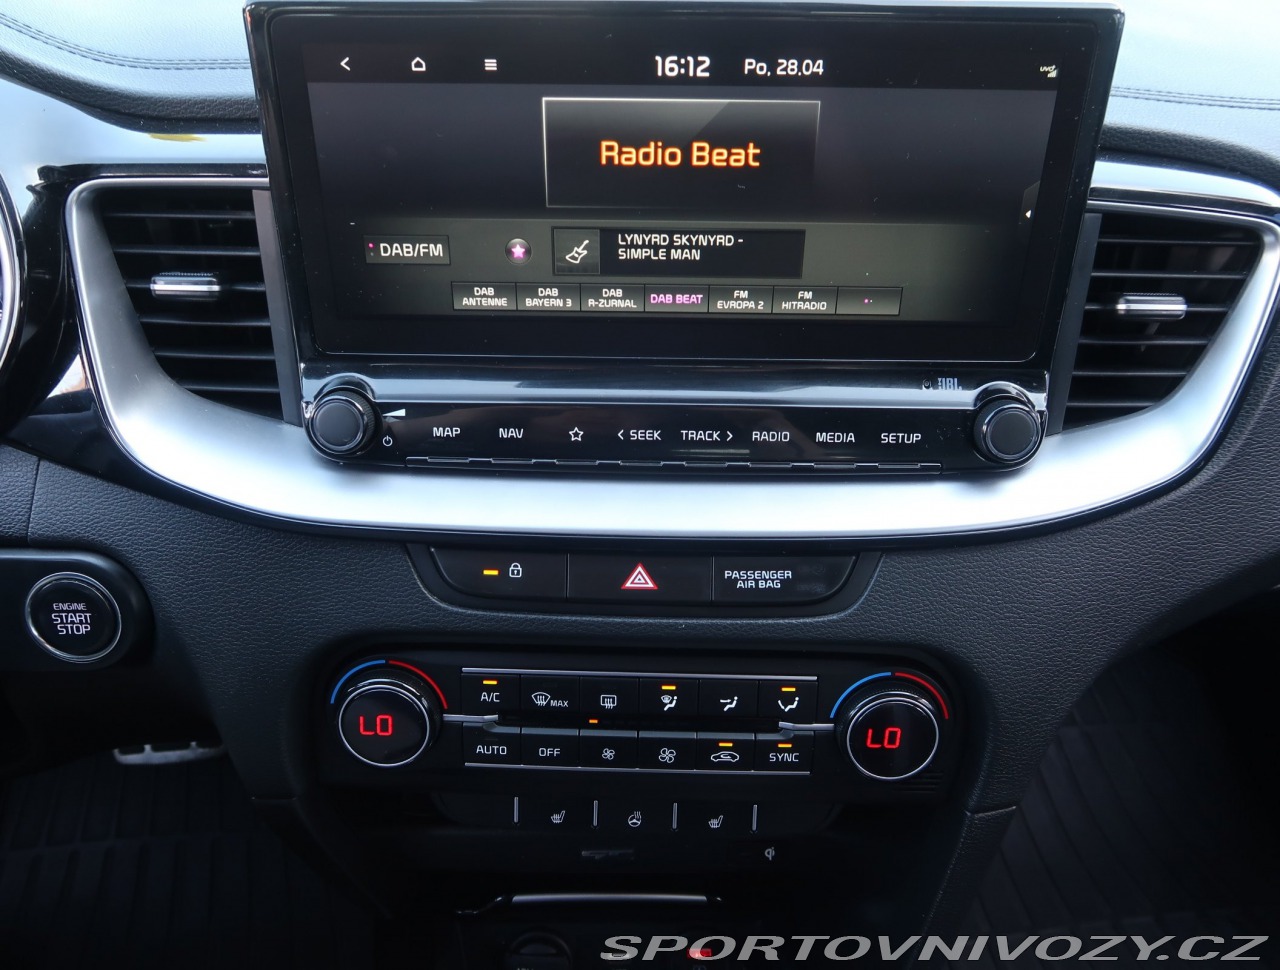 16:12 Po, 28.04
Radio Beat
DAB/FM
LYNYRD SKYNYRD -
SIMPLE MAN
DAB
ANTENNE
DAB
BAYERN 3
DAB
R-ZURNAL
DAB BEAT
FM
EVROPA 2
FM
HITRADIO
JBL
MAP
NAV
< SEEK
TRACK >
RADIO
MEDIA
SETUP
PASSENGER
AIR BAG
ENGINE
START
STOP
A/C
MAX
LO
LO
AUTO
OFF
SYNC
SPORTOVNIVOZY.CZ